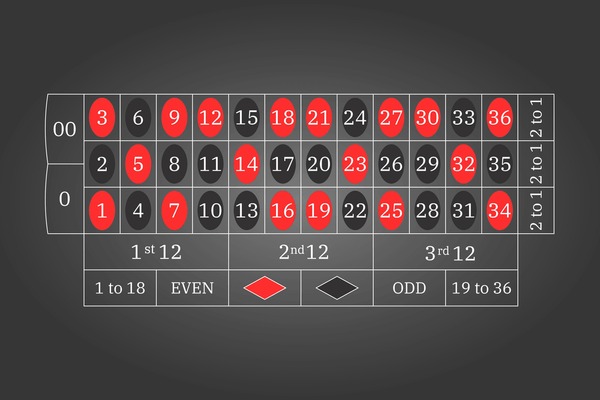 00 3 6 9 12 15 18 21 24 27 30 33 36 2 to 1
2 5 8 11 14 17 20 23 26 29 32 35 2 to 1
0 1 4 7 10 13 16 19 22 25 28 31 34 2 to 1
1st 12 2nd 12 3rd 12
1 to 18 EVEN ODD 19 to 36